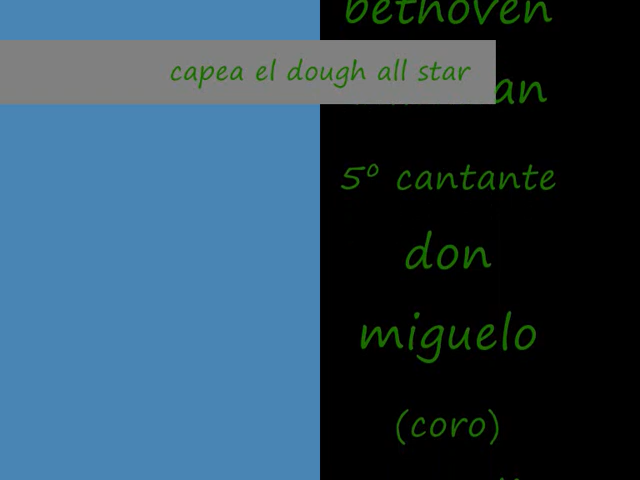 bethoven
capea el dough all star
5º cantante
don
miguelo
(coro)